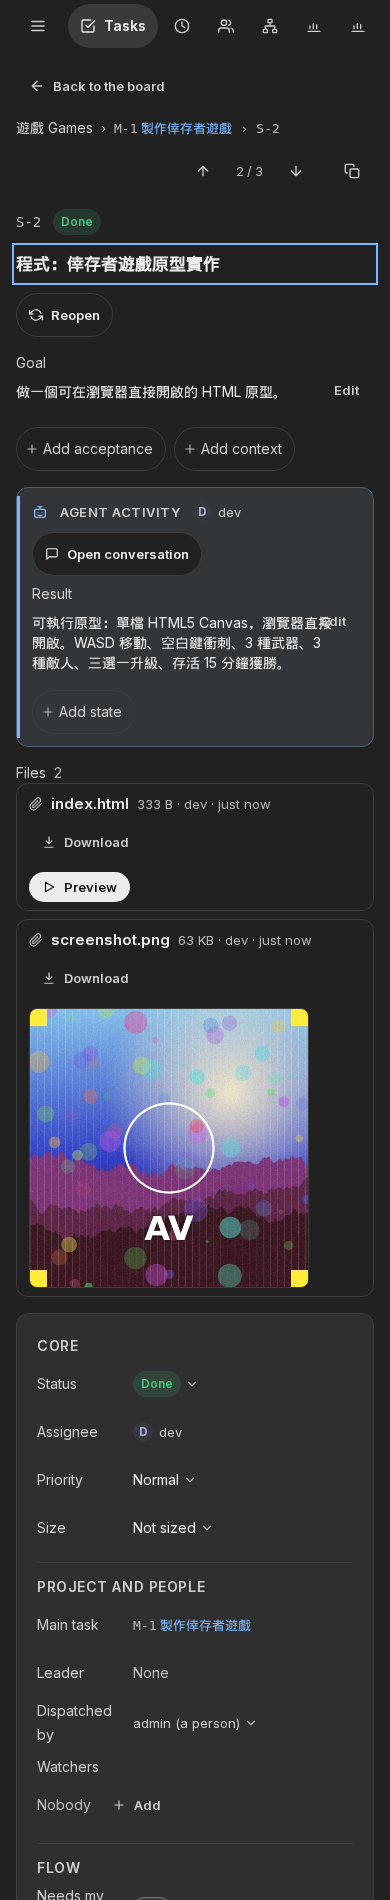 Tasks
Back to the board
遊戲 Games › M-1 製作倖存者遊戲 › S-2
2 / 3
S-2 Done
程式：倖存者遊戲原型實作
Reopen
Goal
做一個可在瀏覽器直接開啟的 HTML 原型。
Edit
+ Add acceptance
+ Add context
AGENT ACTIVITY D dev
Open conversation
Result
可執行原型：單檔 HTML5 Canvas，瀏覽器直接
開啟。WASD 移動、空白鍵衝刺、3 種武器、3
種敵人、三選一升級、存活 15 分鐘獲勝。
+ Add state
Files 2
index.html 333 B · dev · just now
Download
Preview
screenshot.png 63 KB · dev · just now
Download
AV
CORE
Status Done
Assignee D dev
Priority Normal
Size Not sized
PROJECT AND PEOPLE
Main task M-1 製作倖存者遊戲
Leader None
Dispatched
by admin (a person)
Watchers
Nobody + Add
FLOW
Needs my